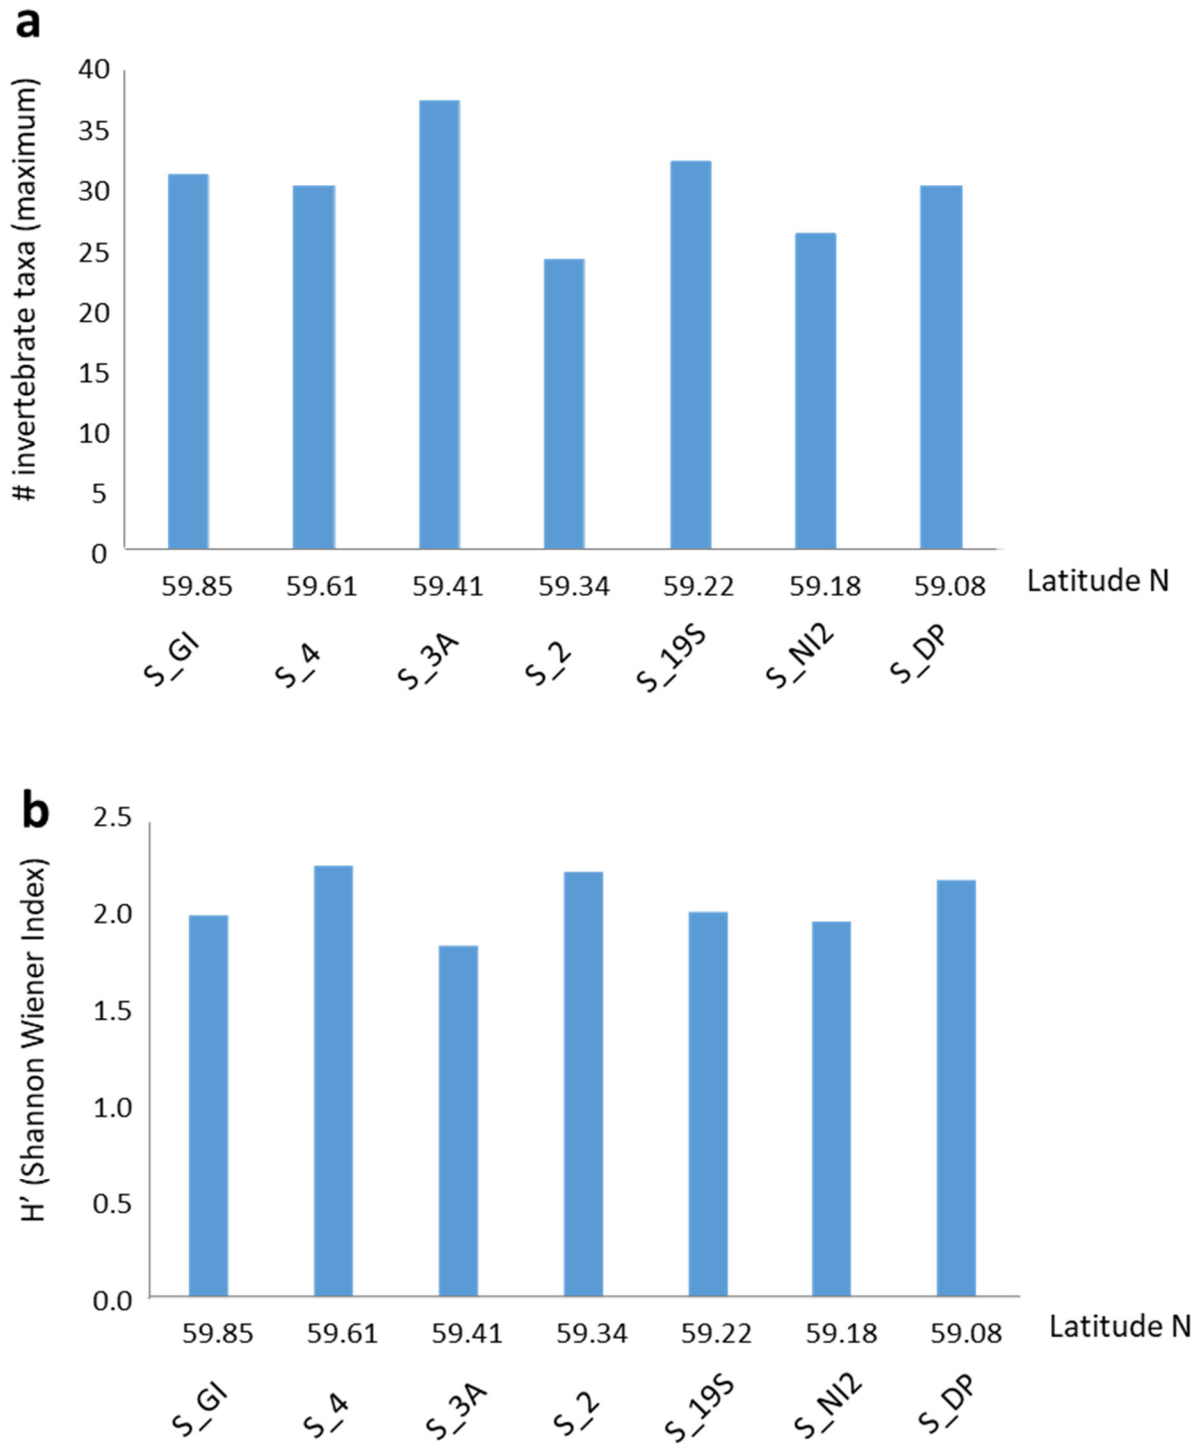 a
# invertebrate taxa (maximum)
40
35
30
25
20
15
10
5
0
59.85 59.61 59.41 59.34 59.22 59.18 59.08 Latitude N
S_GI S_4 S_3A S_2 S_19S S_NI2 S_DP
b
H’ (Shannon Wiener Index)
2.5
2.0
1.5
1.0
0.5
0.0
59.85 59.61 59.41 59.34 59.22 59.18 59.08 Latitude N
S_GI S_4 S_3A S_2 S_19S S_NI2 S_DP